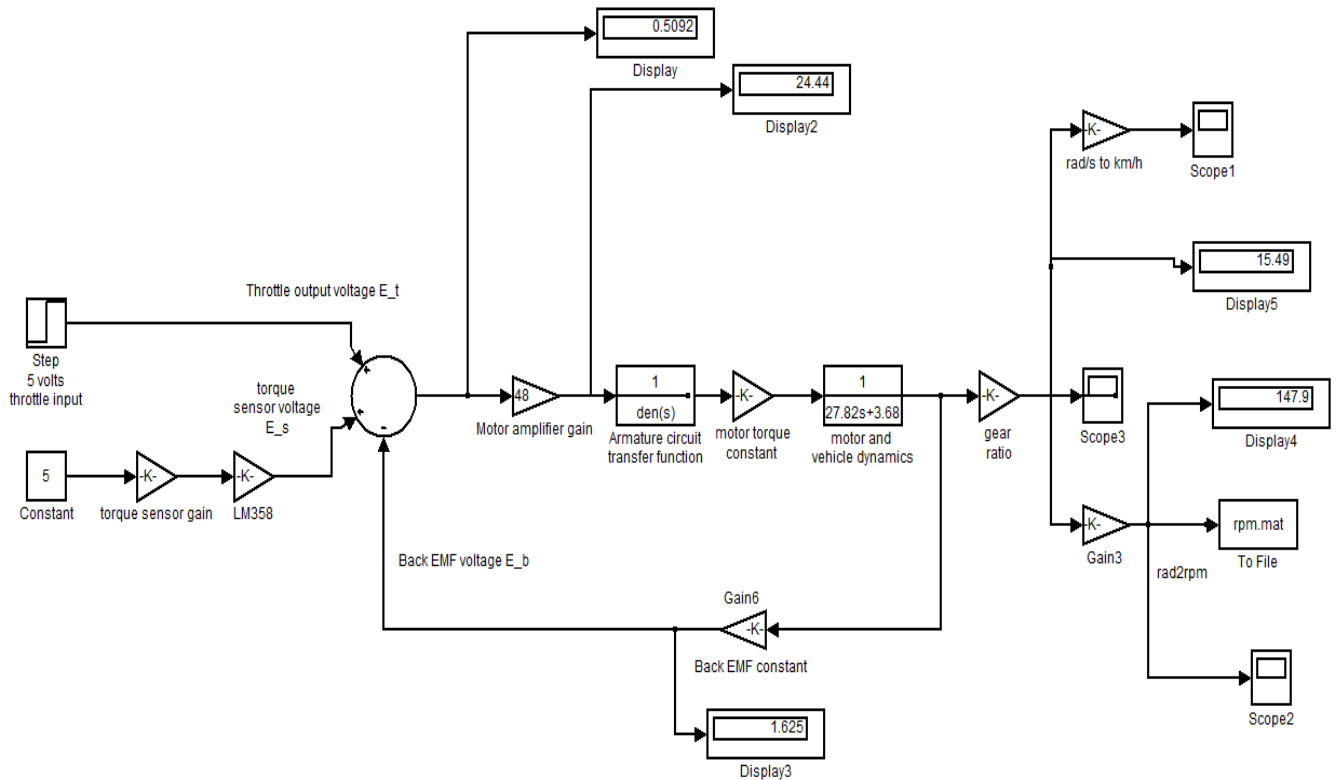 0.5092
Display
24.44
Display2
-K-
rad/s to km/h
Scope1
15.49
Display5
Throttle output voltage E_t
Step
5 volts
throttle input
torque
sensor voltage
E_s
+
+
-
48
Motor amplifier gain
1
den(s)
Armature circuit
transfer function
-K-
motor torque
constant
1
27.82s+3.68
motor and
vehicle dynamics
-K-
gear
ratio
Scope3
147.9
Display4
5
Constant
-K-
torque sensor gain
-K-
LM358
-K-
Gain3
rad2rpm
rpm.mat
To File
Back EMF voltage E_b
Gain6
-K-
Back EMF constant
Scope2
1.625
Display3